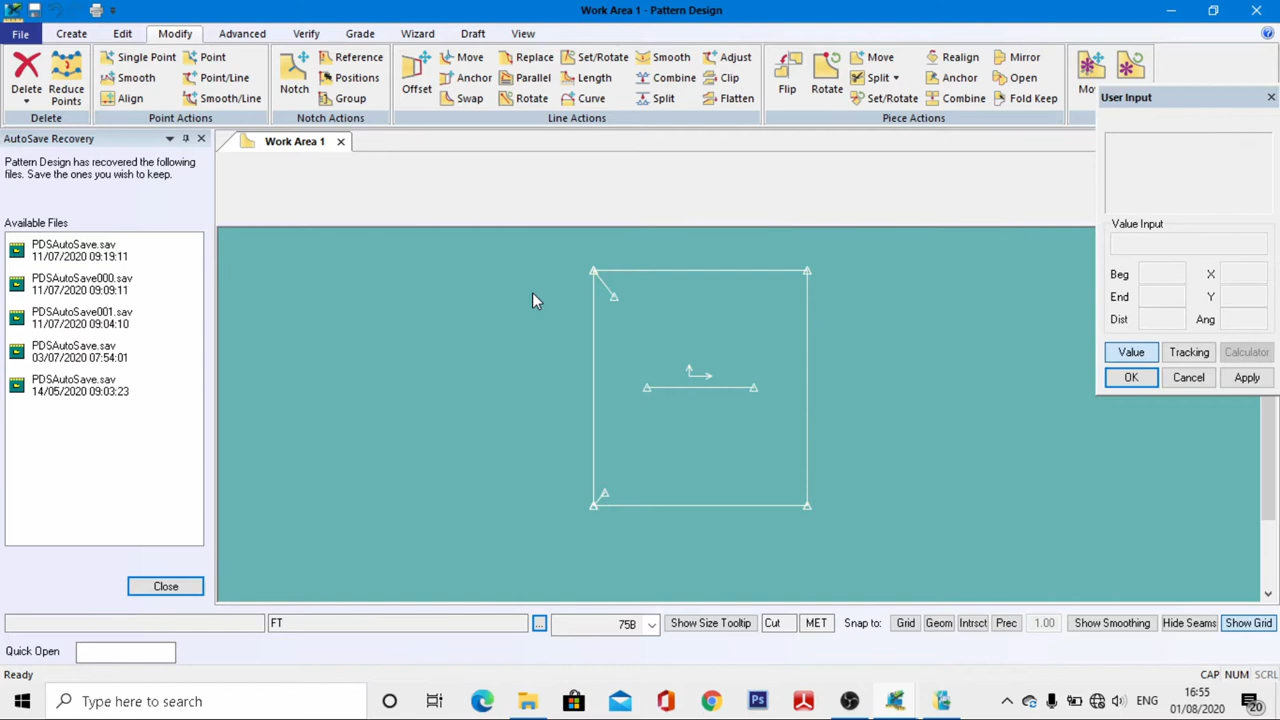 Work Area 1 - Pattern Design
File Create Edit Modify Advanced Verify Grade Wizard Draft View
Single Point Point Reference Move Replace Set/Rotate Smooth Adjust Move Realign Mirror
Smooth Point/Line Positions Anchor Parallel Length Combine Clip Split Anchor Open
Delete Reduce Points Align Smooth/Line Notch Group Offset Swap Rotate Curve Split Flatten Flip Rotate Set/Rotate Combine Fold Keep
Delete Point Actions Notch Actions Line Actions Piece Actions
User Input
AutoSave Recovery
Work Area 1
Pattern Design has recovered the following
files. Save the ones you wish to keep.
Available Files
PDSAutoSave.sav
11/07/2020 09:19:11
PDSAutoSave000.sav
11/07/2020 09:09:11
PDSAutoSave001.sav
11/07/2020 09:04:10
PDSAutoSave.sav
03/07/2020 07:54:01
PDSAutoSave.sav
14/05/2020 09:03:23
Close
Value Input
Beg X
End Y
Dist Ang
Value Tracking Calculator
OK Cancel Apply
FT ... 75B Show Size Tooltip Cut MET Snap to: Grid Geom Intrsct Prec 1.00 Show Smoothing Hide Seams Show Grid
Quick Open
Ready CAP NUM SCRL
Type here to search
ENG
16:55
01/08/2020
20